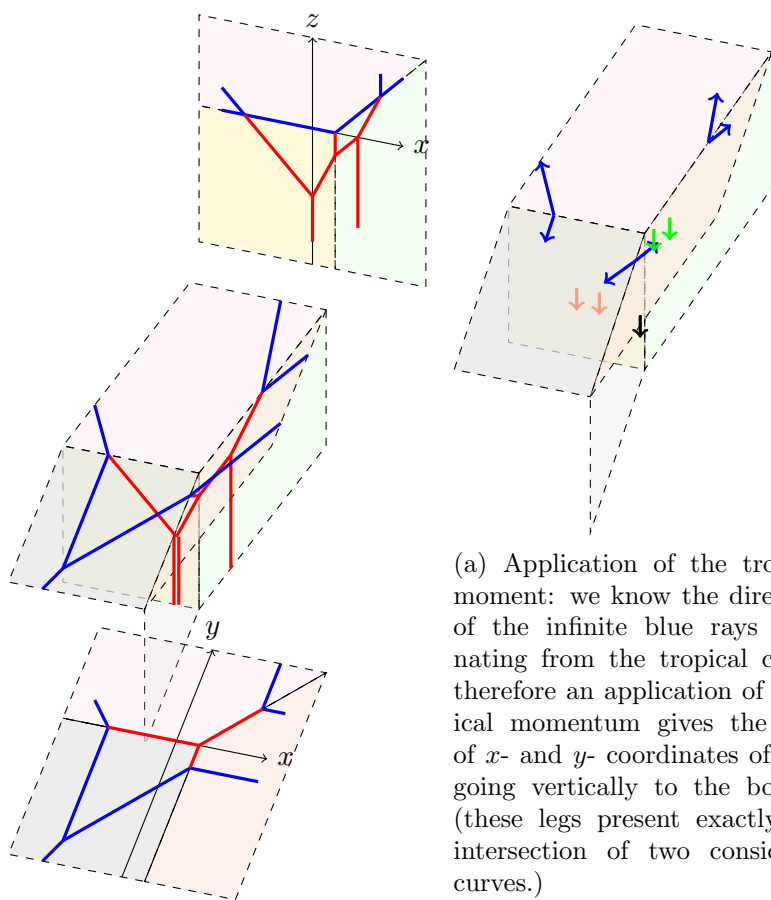 z
x
y
x
(a) Application of the tro
moment: we know the dire
of the infinite blue rays
nating from the tropical c
therefore an application of
ical momentum gives the
of x- and y- coordinates of
going vertically to the bo
(these legs present exactly
intersection of two consid
curves.)